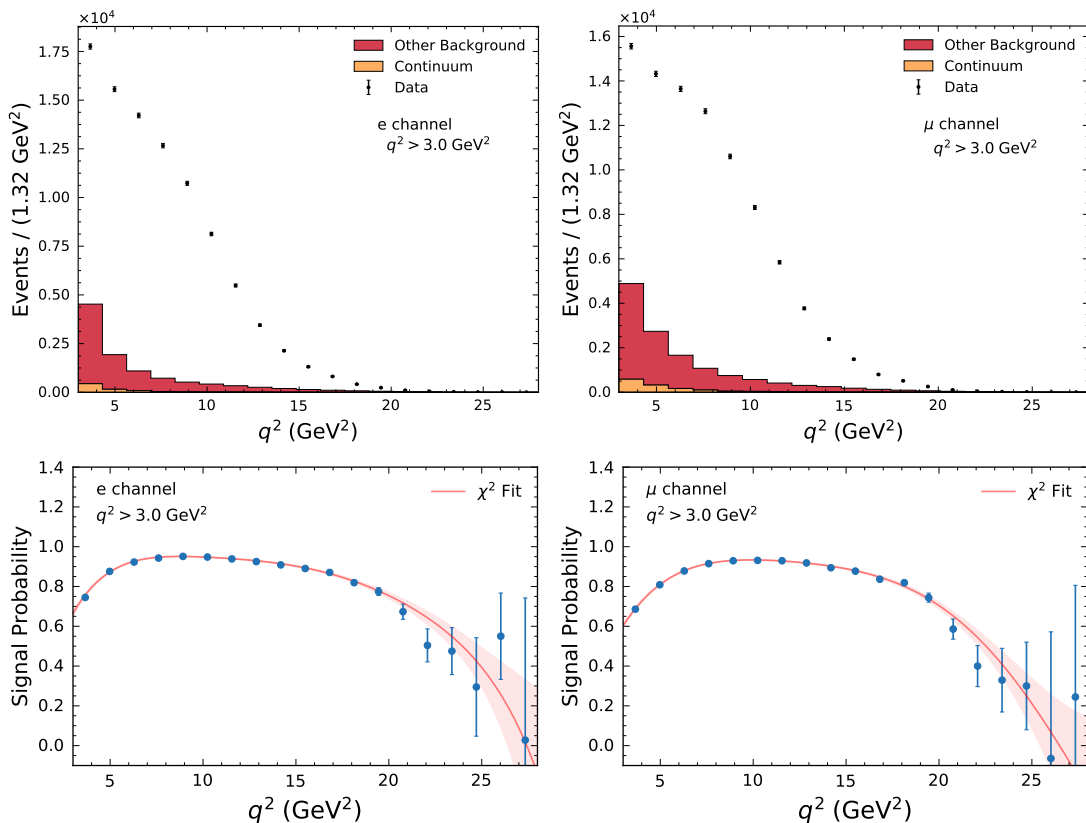 ×10⁴
Events / (1.32 GeV²)
1.75
1.50
1.25
1.00
0.75
0.50
0.25
0.00
Other Background
Continuum
Data
e channel
q² > 3.0 GeV²
5 10 15 20 25
q² (GeV²)
×10⁴
Events / (1.32 GeV²)
1.6
1.4
1.2
1.0
0.8
0.6
0.4
0.2
0.0
Other Background
Continuum
Data
μ channel
q² > 3.0 GeV²
5 10 15 20 25
q² (GeV²)
Signal Probability
1.4
1.2
1.0
0.8
0.6
0.4
0.2
0.0
e channel
q² > 3.0 GeV²
χ² Fit
5 10 15 20 25
q² (GeV²)
Signal Probability
1.4
1.2
1.0
0.8
0.6
0.4
0.2
0.0
μ channel
q² > 3.0 GeV²
χ² Fit
5 10 15 20 25
q² (GeV²)